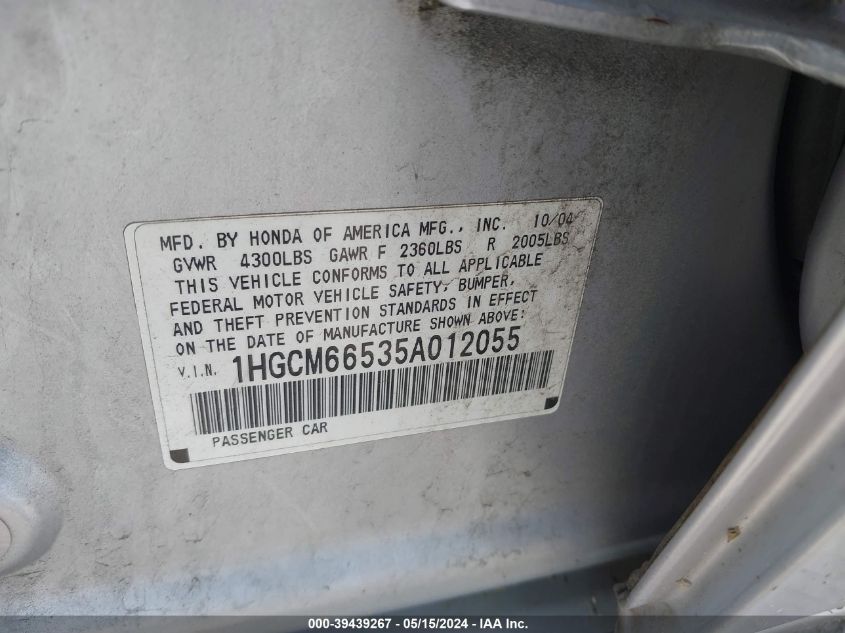 MFD. BY HONDA OF AMERICA MFG., INC. 10/04
GVWR 4300LBS GAWR F 2360LBS R 2005LBS
THIS VEHICLE CONFORMS TO ALL APPLICABLE
FEDERAL MOTOR VEHICLE SAFETY, BUMPER,
AND THEFT PREVENTION STANDARDS IN EFFECT
ON THE DATE OF MANUFACTURE SHOWN ABOVE:
V.I.N. 1HGCM66535A012055
PASSENGER CAR
000-39439267 - 05/15/2024 - IAA Inc.